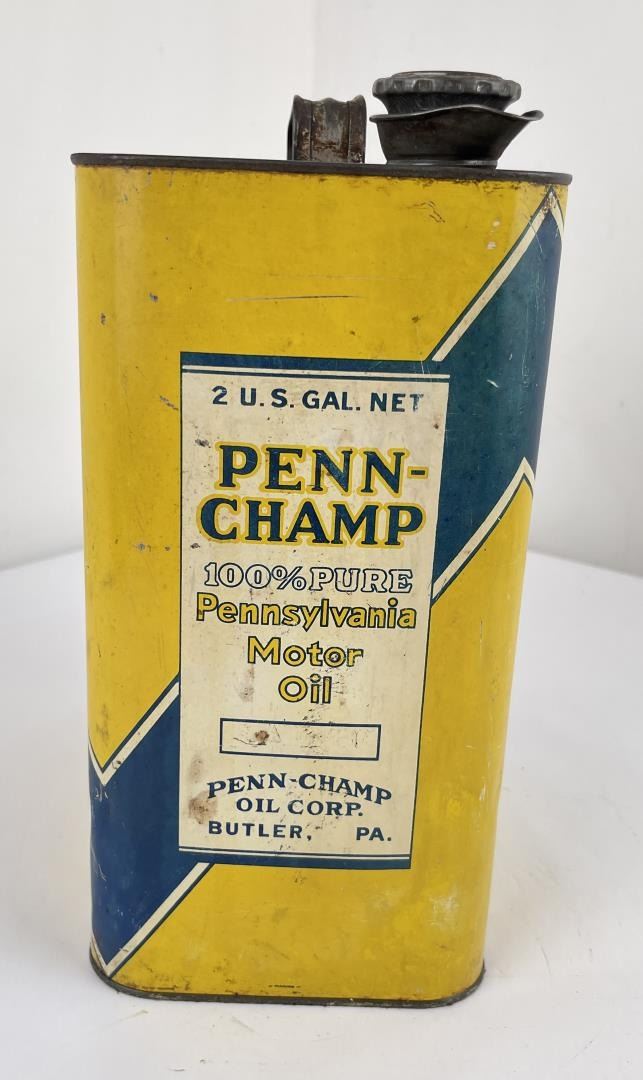 2 U.S. GAL. NET
PENN-
CHAMP
100% PURE
Pennsylvania
Motor
Oil
PENN-CHAMP
OIL CORP.
BUTLER, PA.